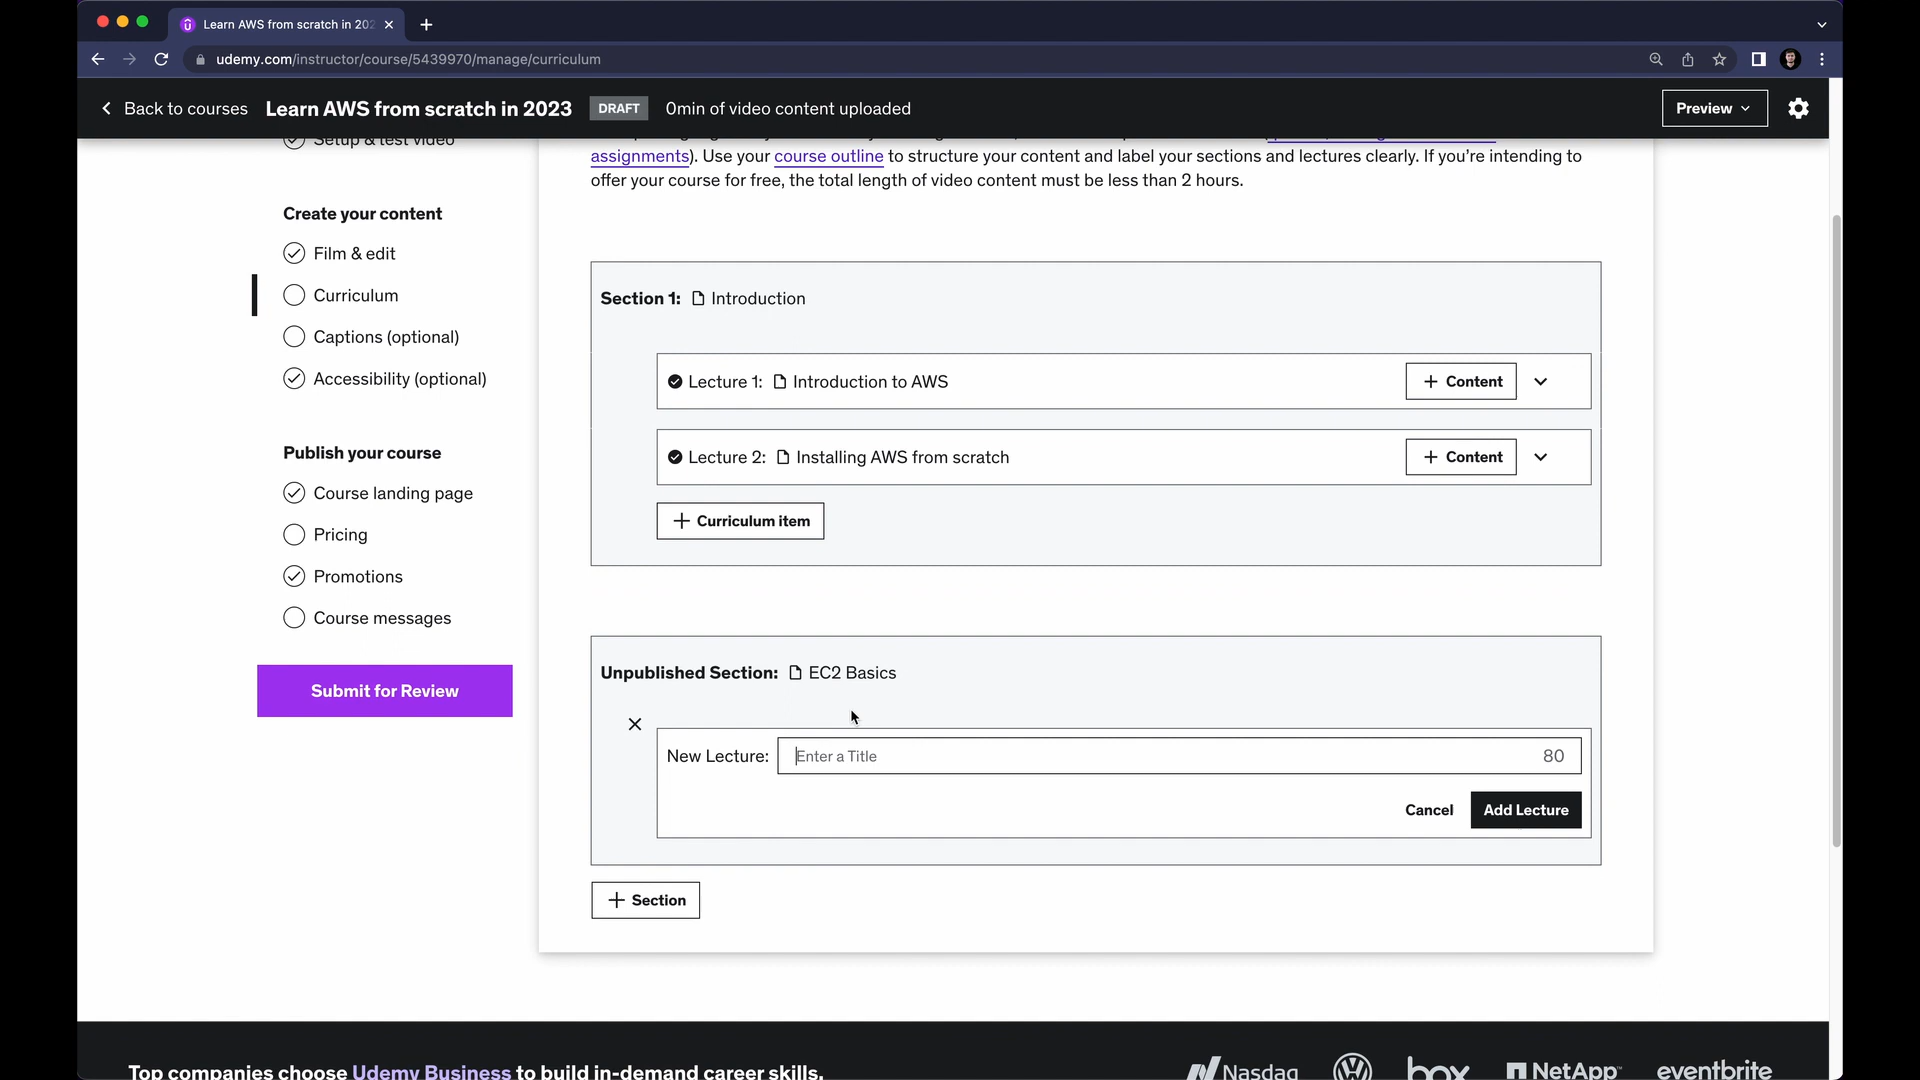 Learn AWS from scratch in 202
udemy.com/instructor/course/5439970/manage/curriculum
Back to courses Learn AWS from scratch in 2023 DRAFT 0min of video content uploaded Preview
Setup & test video
Create your content
Film & edit
Curriculum
Captions (optional)
Accessibility (optional)
Publish your course
Course landing page
Pricing
Promotions
Course messages
Submit for Review
assignments). Use your course outline to structure your content and label your sections and lectures clearly. If you’re intending to
offer your course for free, the total length of video content must be less than 2 hours.
Section 1: Introduction
Lecture 1: Introduction to AWS + Content
Lecture 2: Installing AWS from scratch + Content
+ Curriculum item
Unpublished Section: EC2 Basics
New Lecture: Enter a Title 80
Cancel Add Lecture
+ Section
Top companies choose Udemy Business to build in-demand career skills.
Nasdaq box NetApp eventbrite